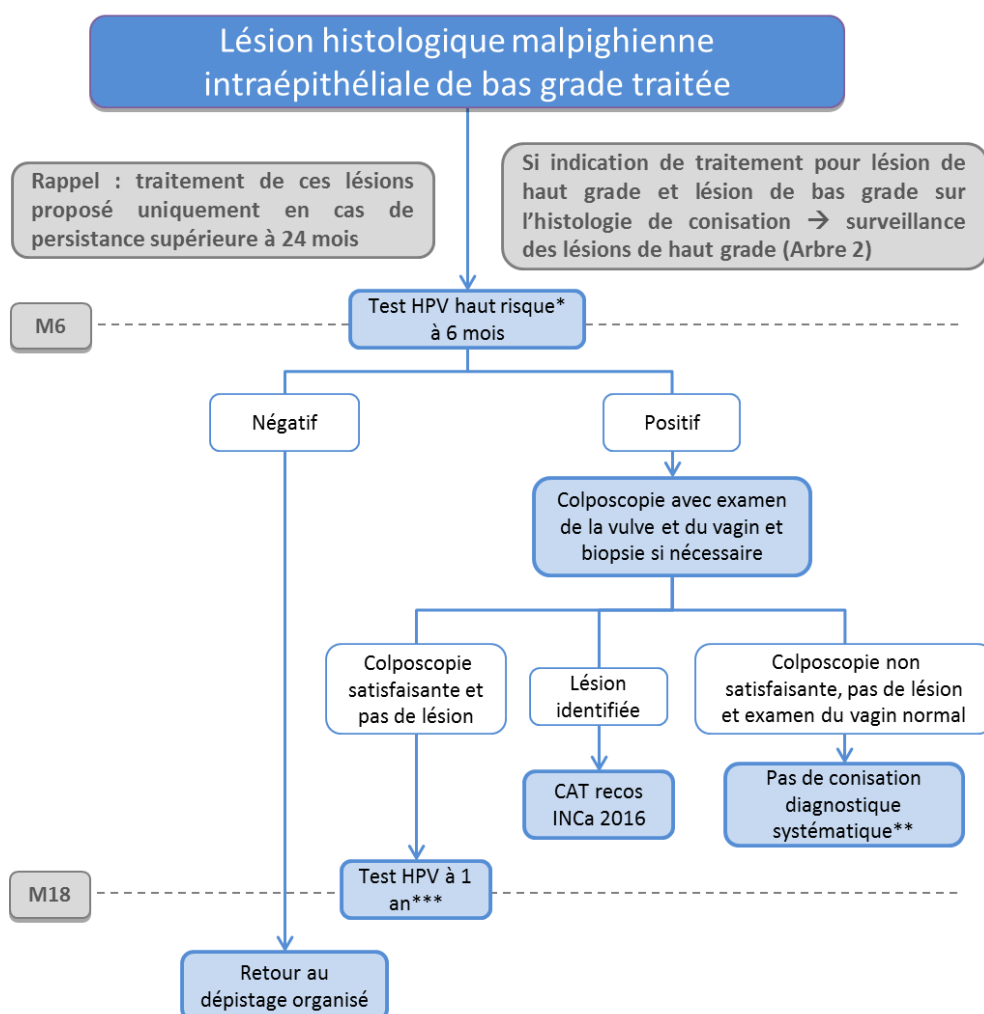 Lésion histologique malpighienne
intraépithéliale de bas grade traitée
Rappel : traitement de ces lésions
proposé uniquement en cas de
persistance supérieure à 24 mois
Si indication de traitement pour lésion de
haut grade et lésion de bas grade sur
l’histologie de conisation → surveillance
des lésions de haut grade (Arbre 2)
M6
Test HPV haut risque*
à 6 mois
Négatif
Positif
Colposcopie avec examen
de la vulve et du vagin et
biopsie si nécessaire
Colposcopie
satisfaisante et
pas de lésion
Lésion
identifiée
Colposcopie non
satisfaisante, pas de lésion
et examen du vagin normal
CAT recos
INCa 2016
Pas de conisation
diagnostique
systématique**
M18
Test HPV à 1
an***
Retour au
dépistage organisé